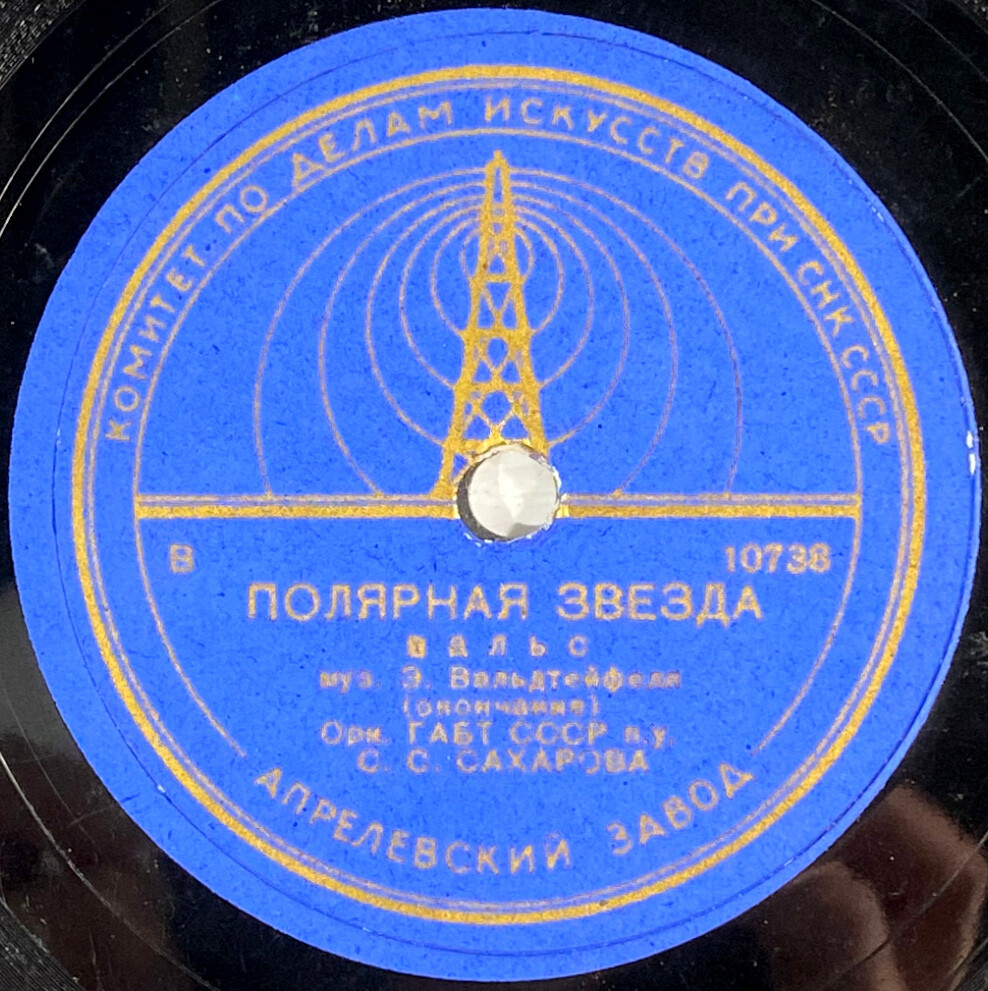 КОМИТЕТ ПО ДЕЛАМ ИСКУССТВ ПРИ СНК СССР
В 10738
ПОЛЯРНАЯ ЗВЕЗДА
вальс
муз. Э. Вальдтейфеля
(окончание)
Орк. ГАБТ СССР п.у.
С. С. САХАРОВА
АПРЕЛЕВСКИЙ ЗАВОД